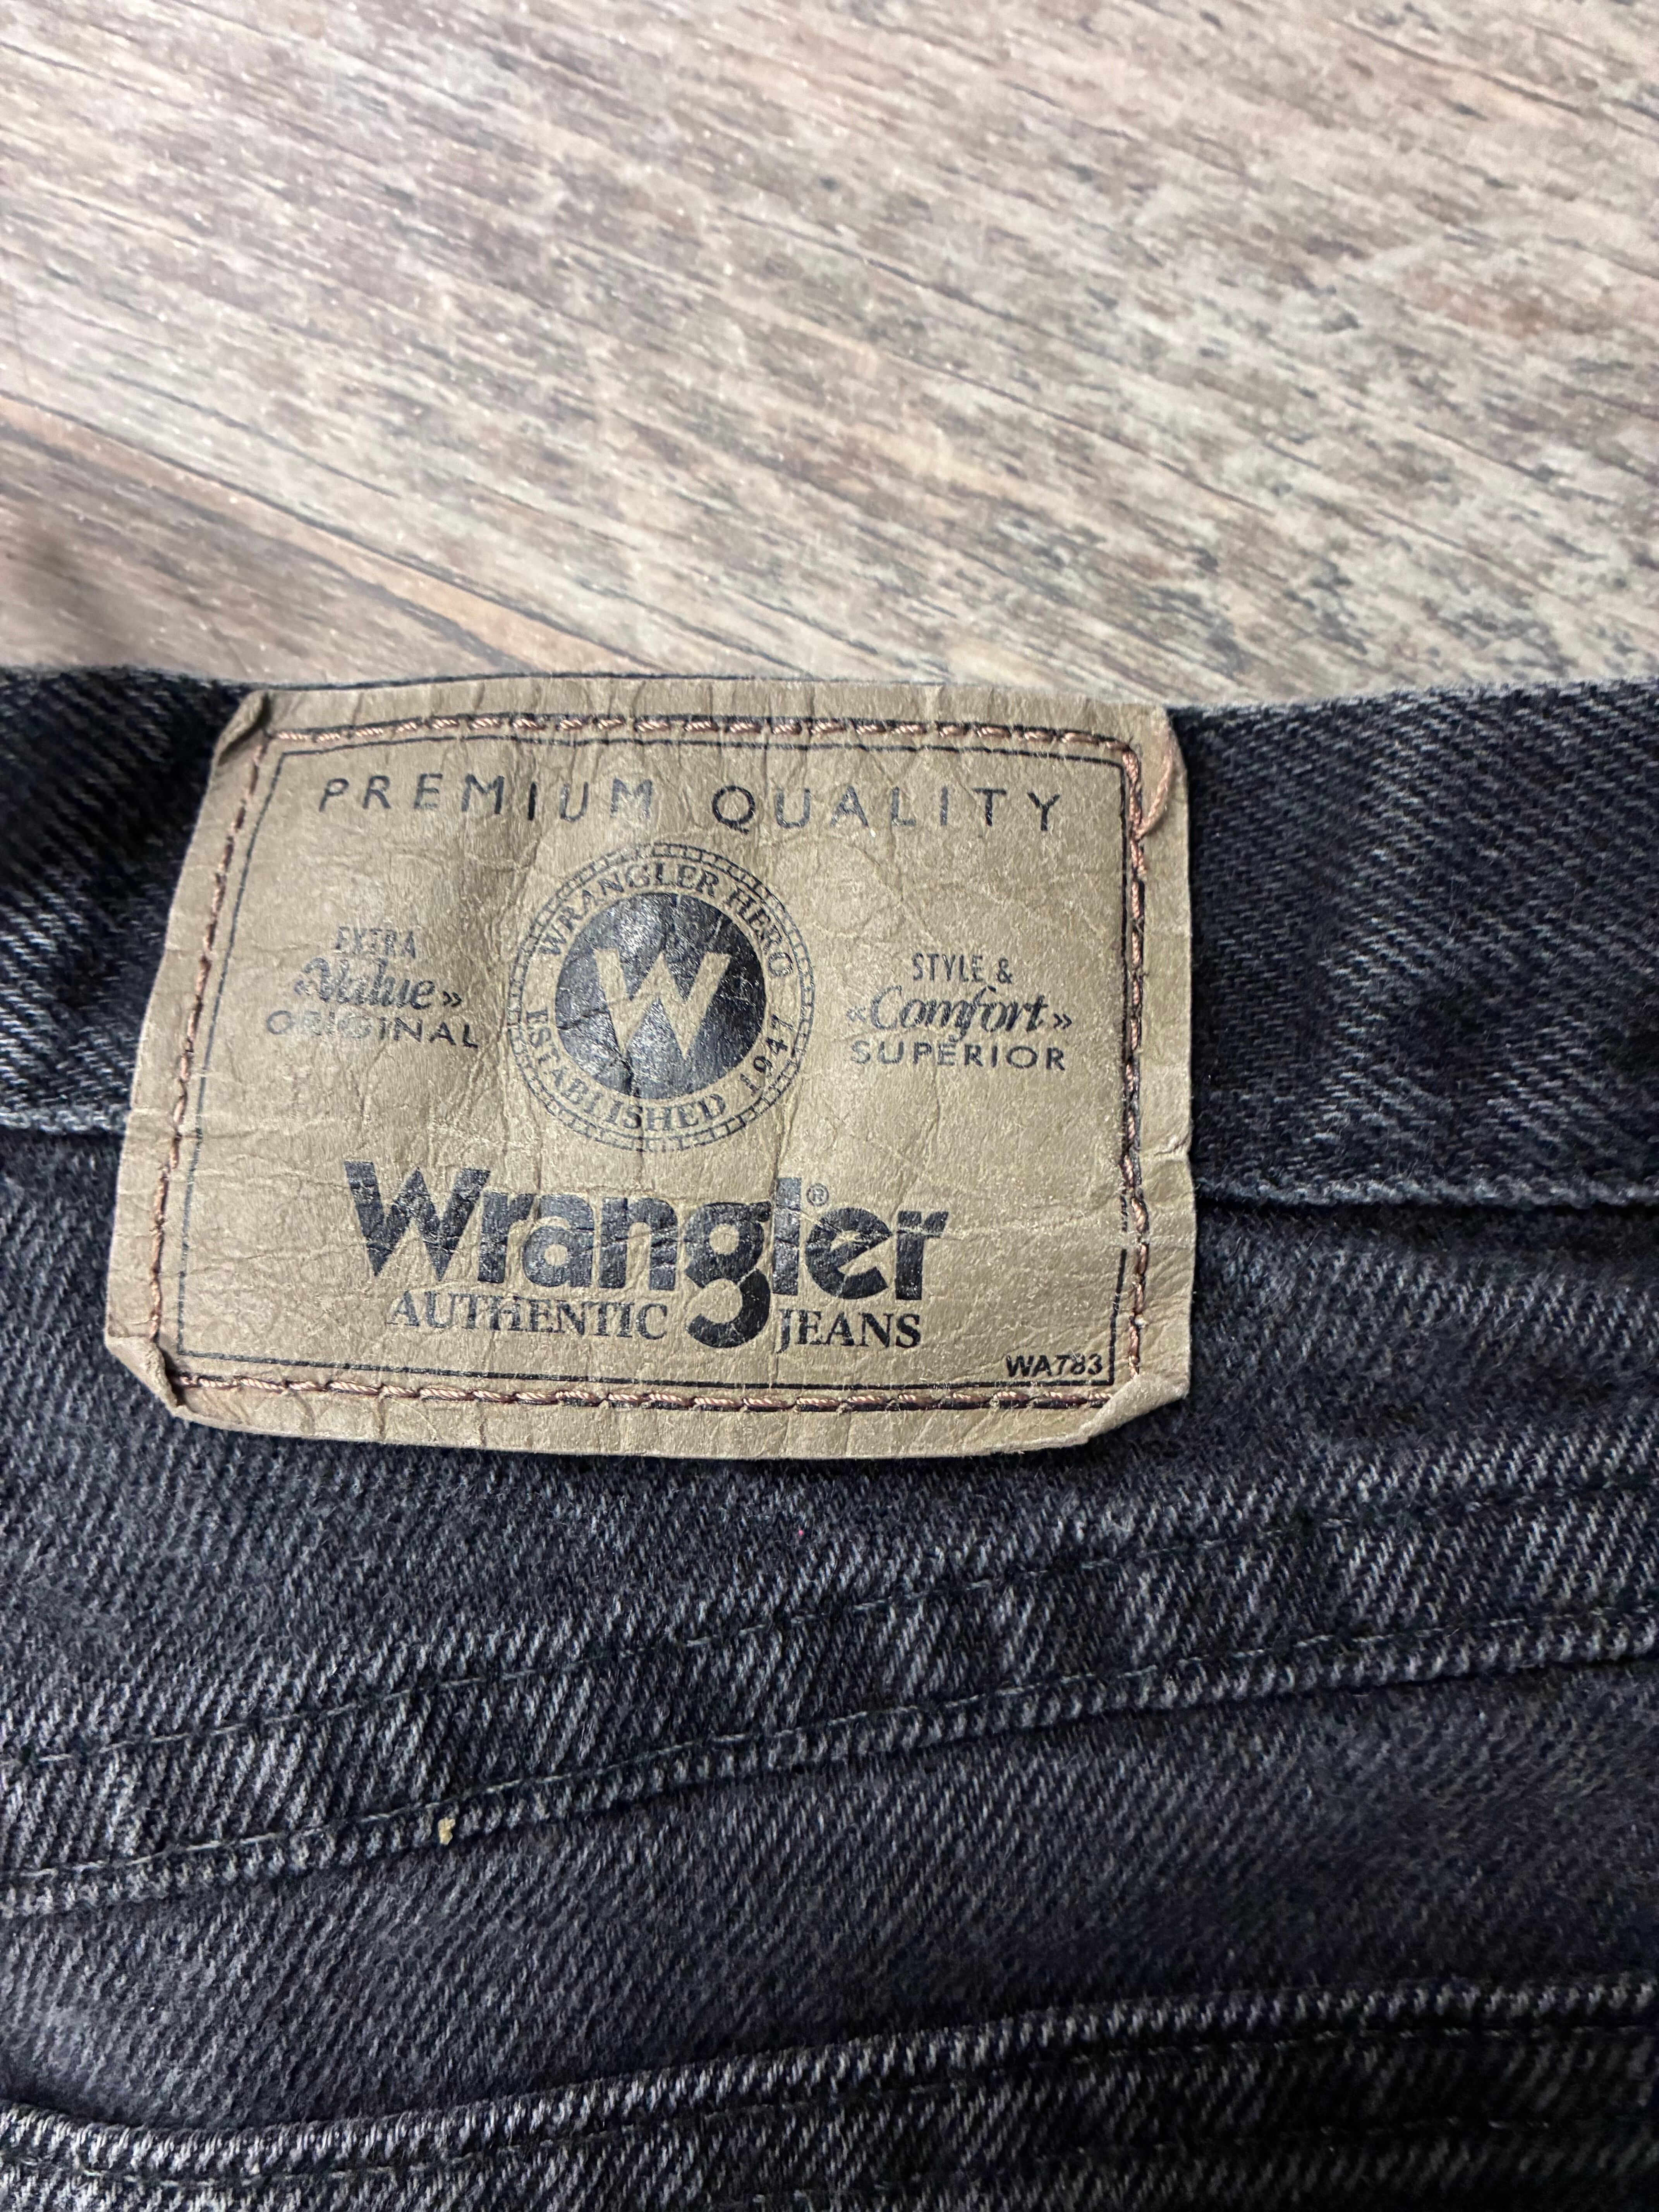 PREMIUM QUALITY
WRANGLER HERO
ESTABLISHED 1947
W
EXTRA
«Value»
ORIGINAL
STYLE &
«Comfort»
SUPERIOR
Wrangler®
AUTHENTIC JEANS
WA783